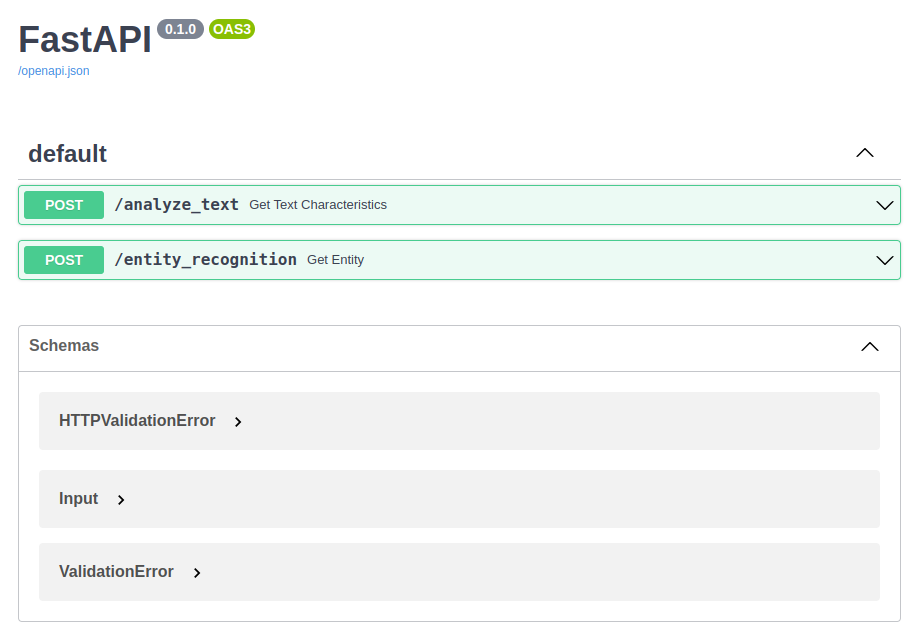 FastAPI 0.1.0 OAS3
/openapi.json
default
POST /analyze_text Get Text Characteristics
POST /entity_recognition Get Entity
Schemas
HTTPValidationError
Input
ValidationError